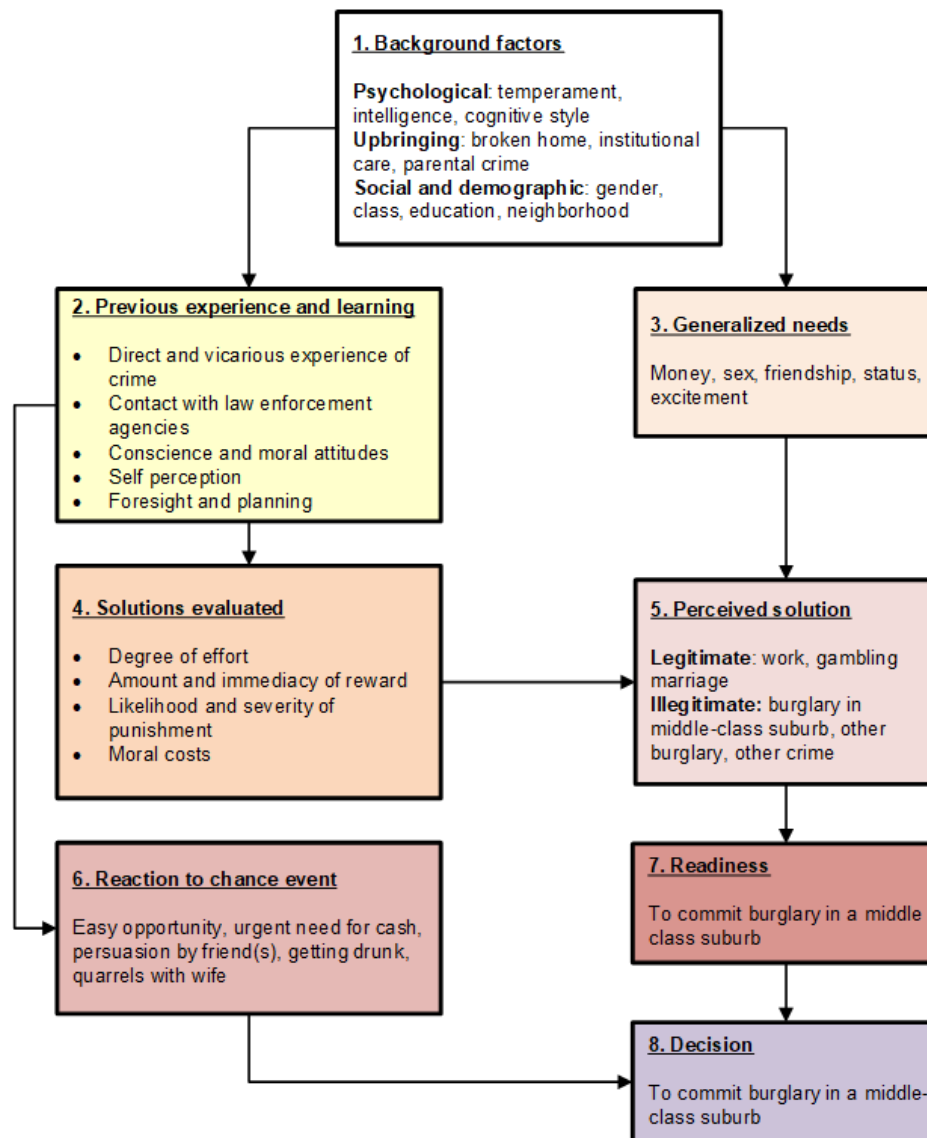 1. Background factors
Psychological: temperament,
intelligence, cognitive style
Upbringing: broken home, institutional
care, parental crime
Social and demographic: gender,
class, education, neighborhood
2. Previous experience and learning
• Direct and vicarious experience of
crime
• Contact with law enforcement
agencies
• Conscience and moral attitudes
• Self perception
• Foresight and planning
3. Generalized needs
Money, sex, friendship, status,
excitement
4. Solutions evaluated
• Degree of effort
• Amount and immediacy of reward
• Likelihood and severity of
punishment
• Moral costs
5. Perceived solution
Legitimate: work, gambling
marriage
Illegitimate: burglary in
middle-class suburb, other
burglary, other crime
6. Reaction to chance event
Easy opportunity, urgent need for cash,
persuasion by friend(s), getting drunk,
quarrels with wife
7. Readiness
To commit burglary in a middle
class suburb
8. Decision
To commit burglary in a middle-
class suburb